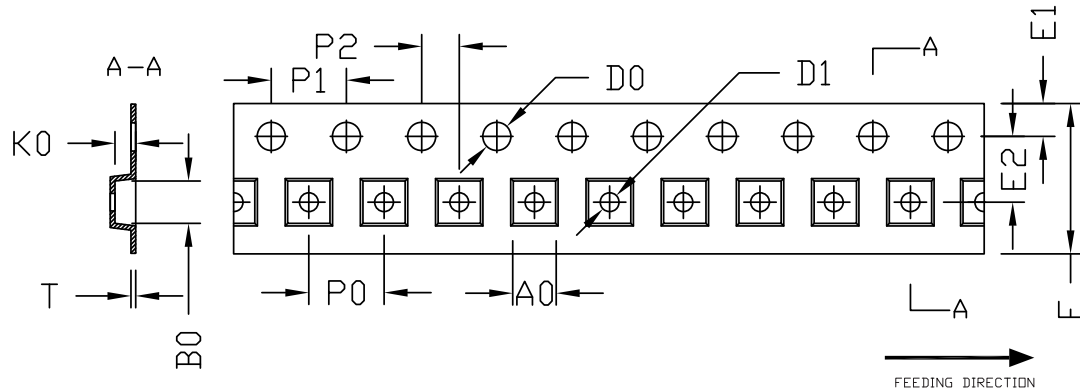 A-A
P2
P1
D0
D1
A
E1
K0
E2
T
B0
P0
A0
A
FEEDING DIRECTION